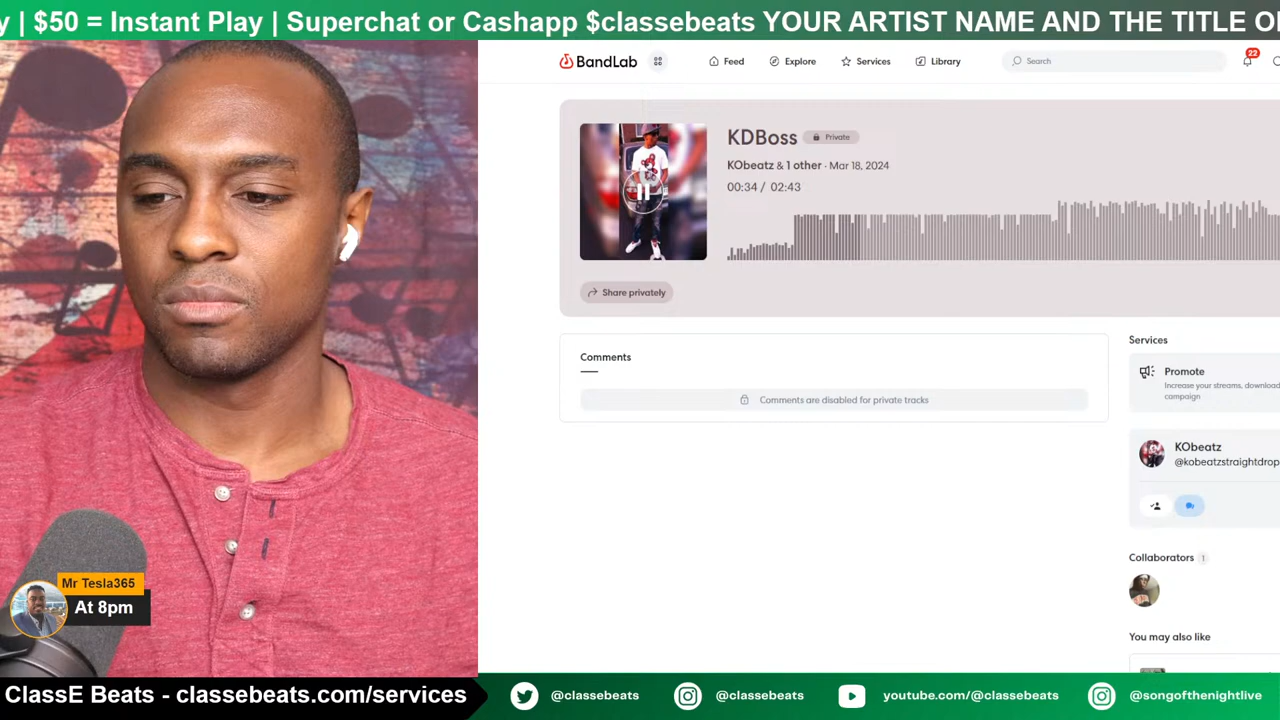 y | $50 = Instant Play | Superchat or Cashapp $classebeats YOUR ARTIST NAME AND THE TITLE O
BandLab
Feed
Explore
Services
Library
Search
22
KDBoss
Private
KObeatz & 1 other · Mar 18, 2024
00:34 / 02:43
Share privately
Comments
Comments are disabled for private tracks
Services
Promote
Increase your streams, download
campaign
KObeatz
@kobeatzstraightdrop
Collaborators 1
You may also like
Mr Tesla365
At 8pm
ClassE Beats - classebeats.com/services
@classebeats
@classebeats
youtube.com/@classebeats
@songofthenightlive